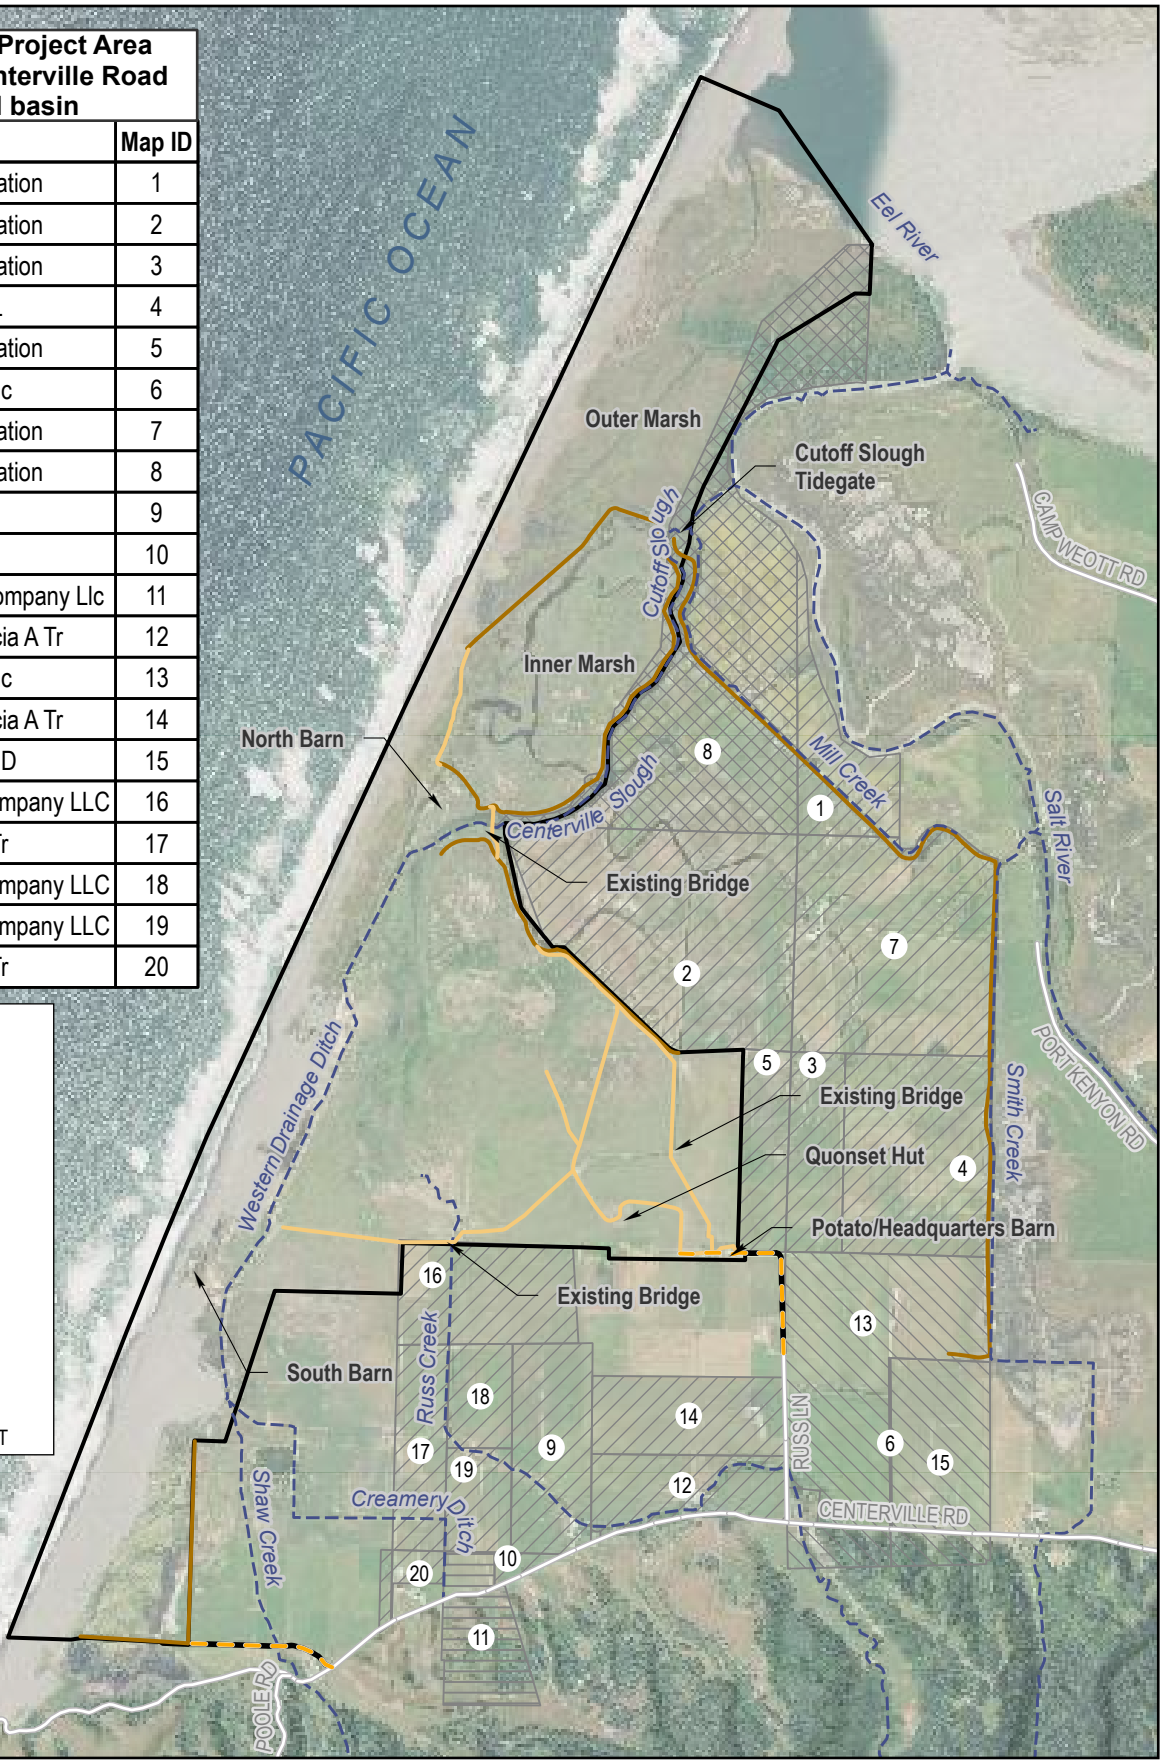 Project Area
nterville Road
l basin
Map ID
ation 1
ation 2
ation 3
. 4
ation 5
c 6
ation 7
ation 8
9
10
ompany Llc 11
cia A Tr 12
c 13
cia A Tr 14
D 15
mpany LLC 16
Tr 17
mpany LLC 18
mpany LLC 19
Tr 20
T
PACIFIC OCEAN
Eel River
Outer Marsh
Cutoff Slough
Tidegate
CAMP WEOTT RD
Cutoff Slough
Inner Marsh
North Barn
8
Mill Creek
1
Centerville Slough
Salt River
Existing Bridge
7
2
Western Drainage Ditch
5
3
PORT KENYON RD
Existing Bridge
Smith Creek
Quonset Hut
4
Potato/Headquarters Barn
16
Existing Bridge
13
Russ Creek
South Barn
18
14
RUSS LN
17
9
6
19
15
12
Creamery Ditch
Shaw Creek
CENTERVILLE RD
10
20
11
POOLE RD